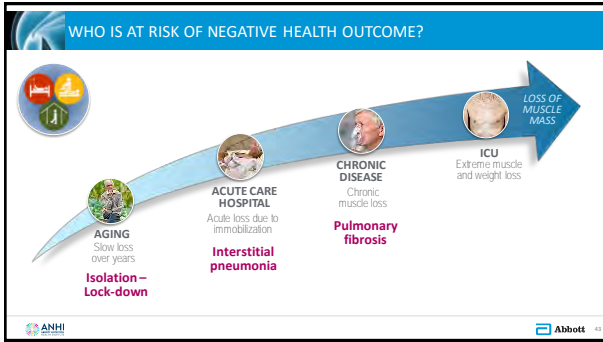 WHO IS AT RISK OF NEGATIVE HEALTH OUTCOME?
LOSS OF
MUSCLE
MASS
ICU
Extreme muscle
and weight loss
CHRONIC
DISEASE
Chronic
muscle loss
Pulmonary
fibrosis
ACUTE CARE
HOSPITAL
Acute loss due to
immobilization
Interstitial
pneumonia
AGING
Slow loss
over years
Isolation –
Lock-down
ANHI
Abbott
43